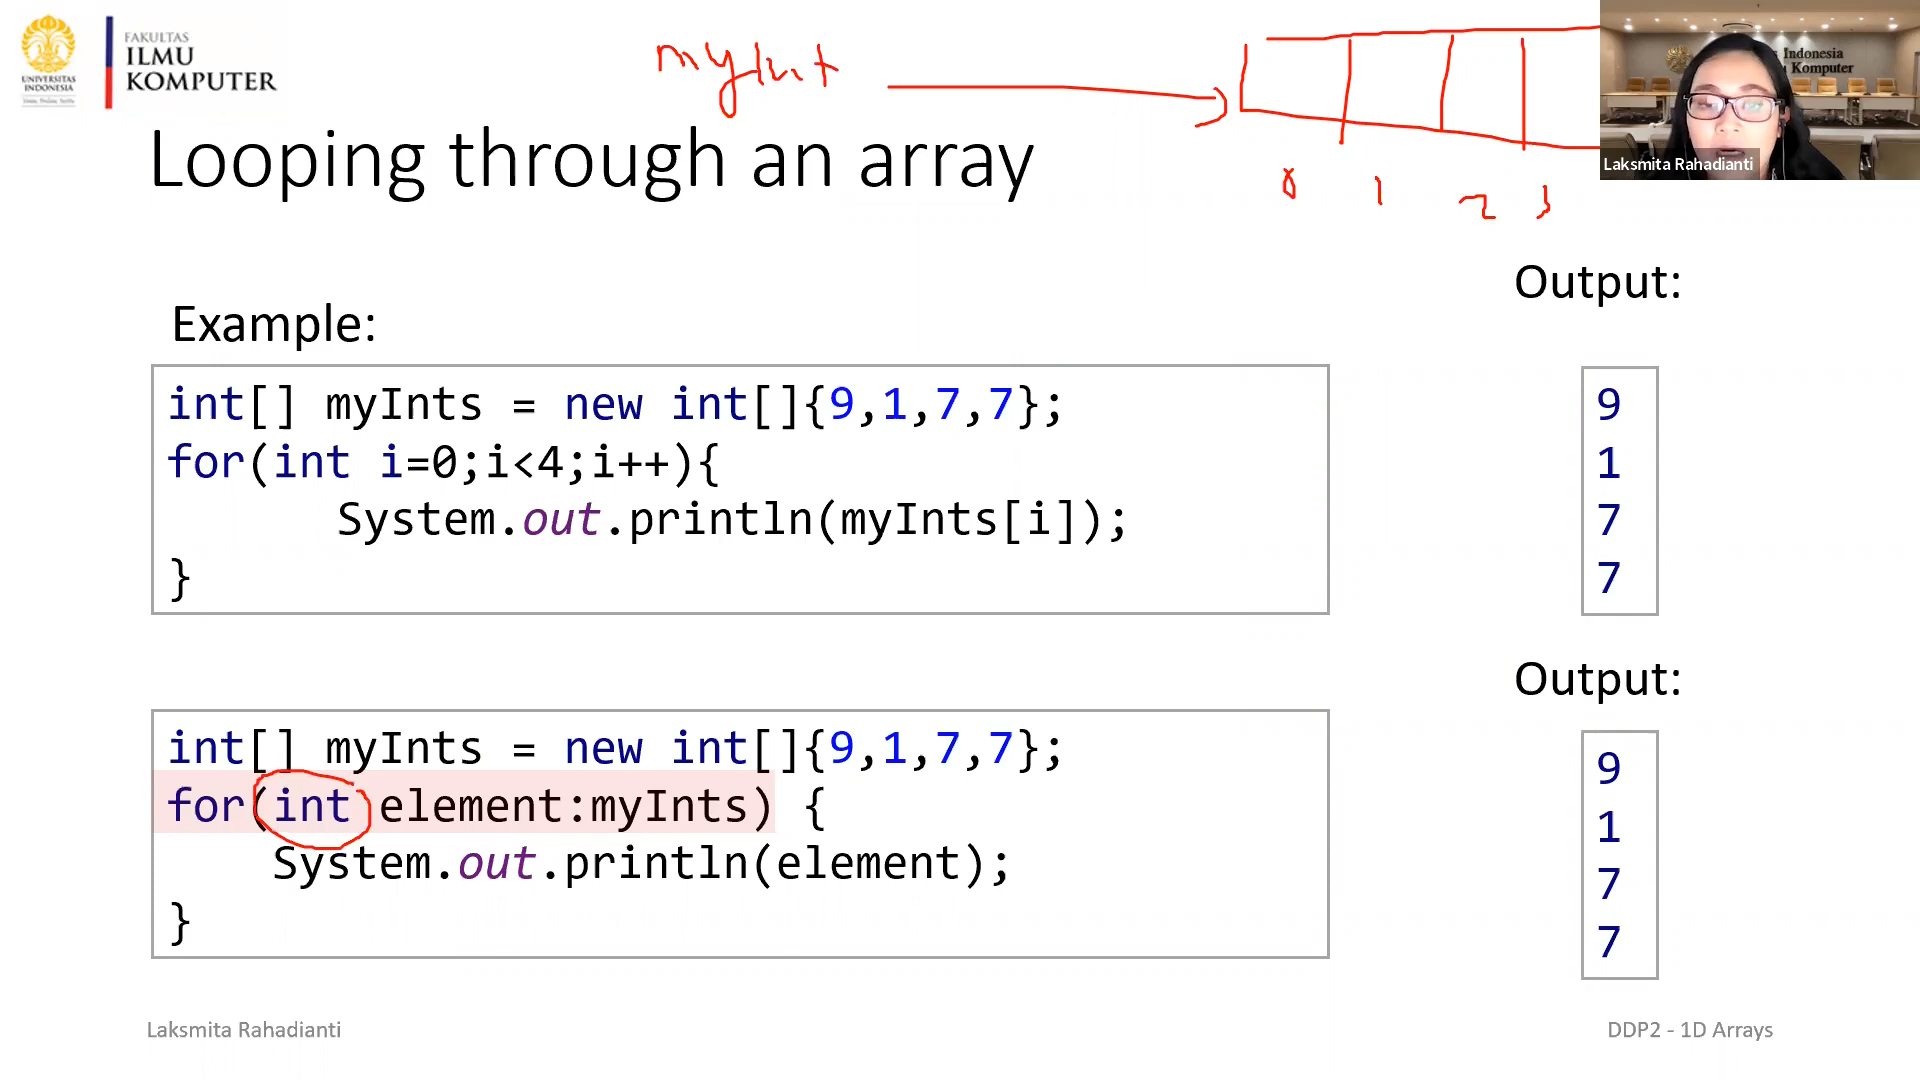 UNIVERSITAS
INDONESIA
FAKULTAS
ILMU
KOMPUTER
myInt
Indonesia
Komputer
Laksmita Rahadianti
Looping through an array
0 1 2 3
Output:
Example:
int[] myInts = new int[]{9,1,7,7};
for(int i=0;i<4;i++){
System.out.println(myInts[i]);
}
9
1
7
7
Output:
int[] myInts = new int[]{9,1,7,7};
for(int element:myInts) {
System.out.println(element);
}
9
1
7
7
Laksmita Rahadianti
DDP2 - 1D Arrays